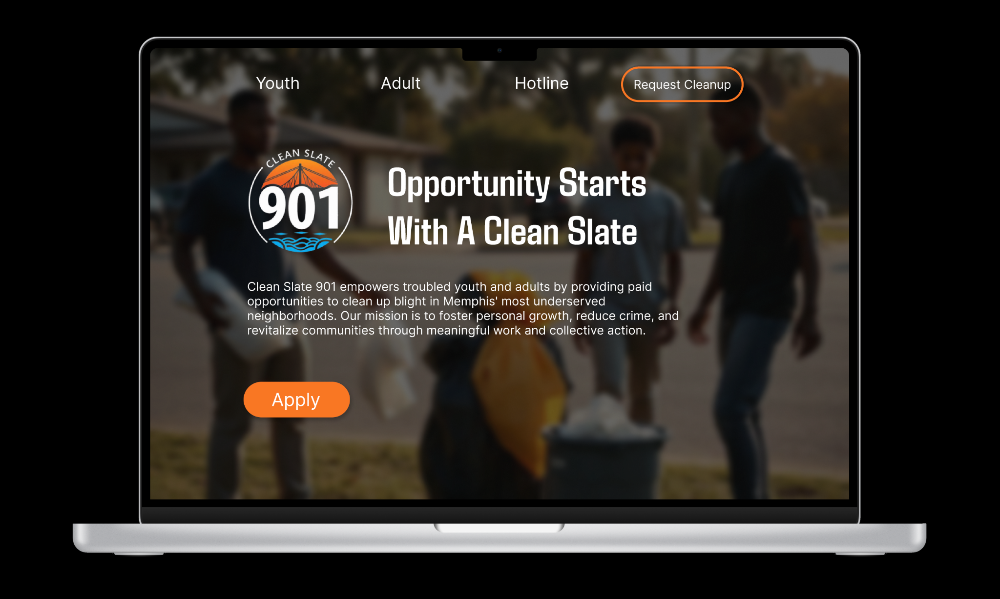 Youth
Adult
Hotline
Request Cleanup
CLEAN SLATE
901
Opportunity Starts
With A Clean Slate
Clean Slate 901 empowers troubled youth and adults by providing paid
opportunities to clean up blight in Memphis' most underserved
neighborhoods. Our mission is to foster personal growth, reduce crime, and
revitalize communities through meaningful work and collective action.
Apply